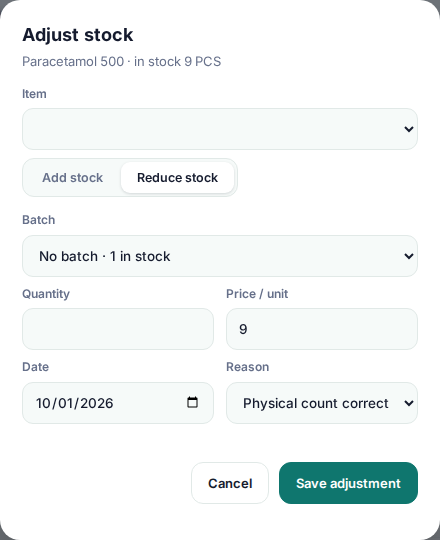 Adjust stock
Paracetamol 500 · in stock 9 PCS
Item
Add stock Reduce stock
Batch
No batch · 1 in stock
Quantity Price / unit
9
Date Reason
10/01/2026 Physical count correct
Cancel Save adjustment